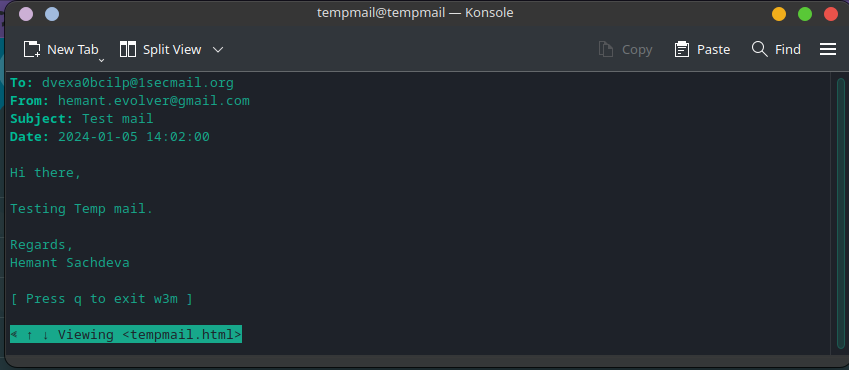 tempmail@tempmail — Konsole
New Tab Split View Copy Paste Find
To: dvexa0bcilp@1secmail.org
From: hemant.evolver@gmail.com
Subject: Test mail
Date: 2024-01-05 14:02:00
Hi there,
Testing Temp mail.
Regards,
Hemant Sachdeva
[ Press q to exit w3m ]
< ↑ ↓ Viewing <tempmail.html>